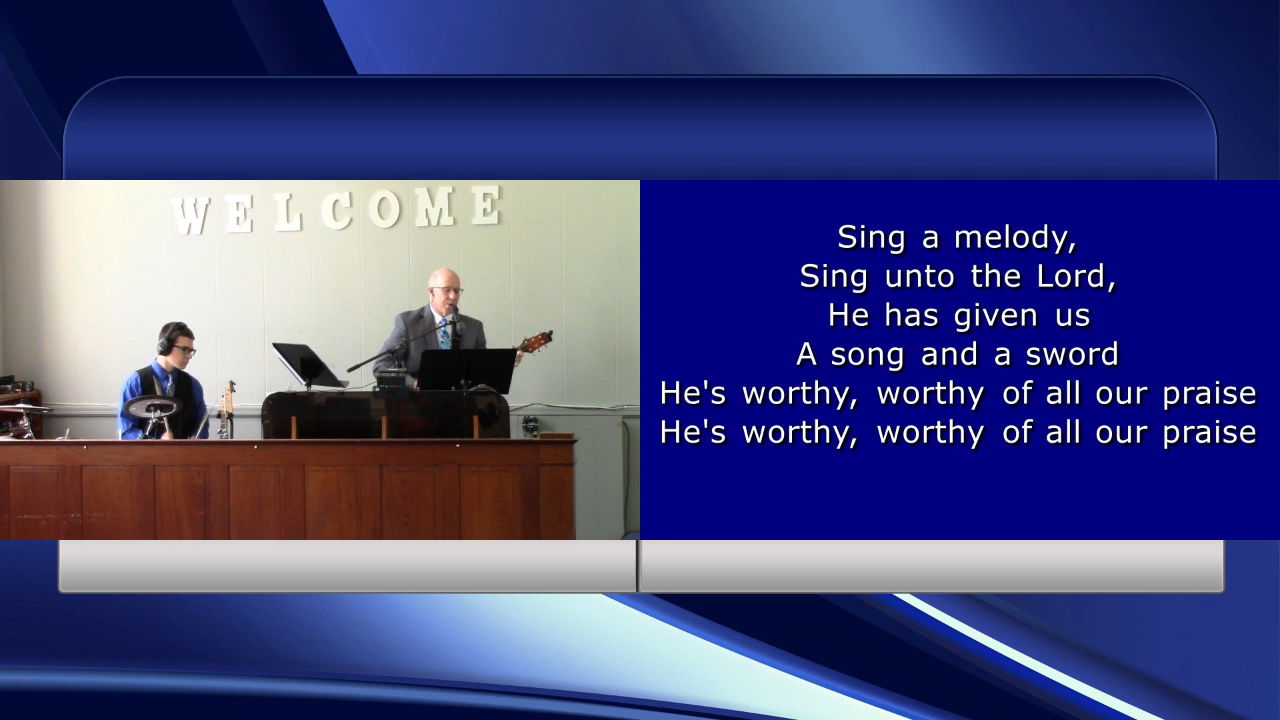 WELCOME
Sing a melody,
Sing unto the Lord,
He has given us
A song and a sword
He's worthy, worthy of all our praise
He's worthy, worthy of all our praise